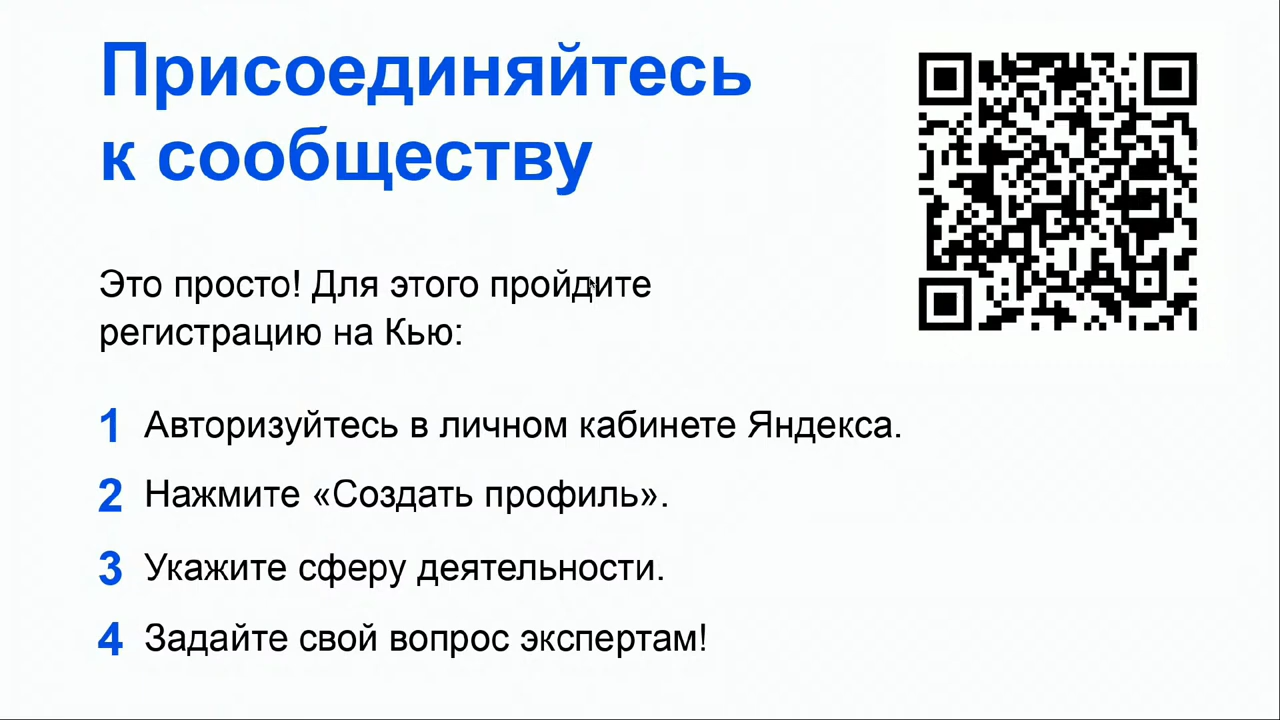 Присоединяйтесь
к сообществу
Это просто! Для этого пройдите
регистрацию на Кью:
1 Авторизуйтесь в личном кабинете Яндекса.
2 Нажмите «Создать профиль».
3 Укажите сферу деятельности.
4 Задайте свой вопрос экспертам!